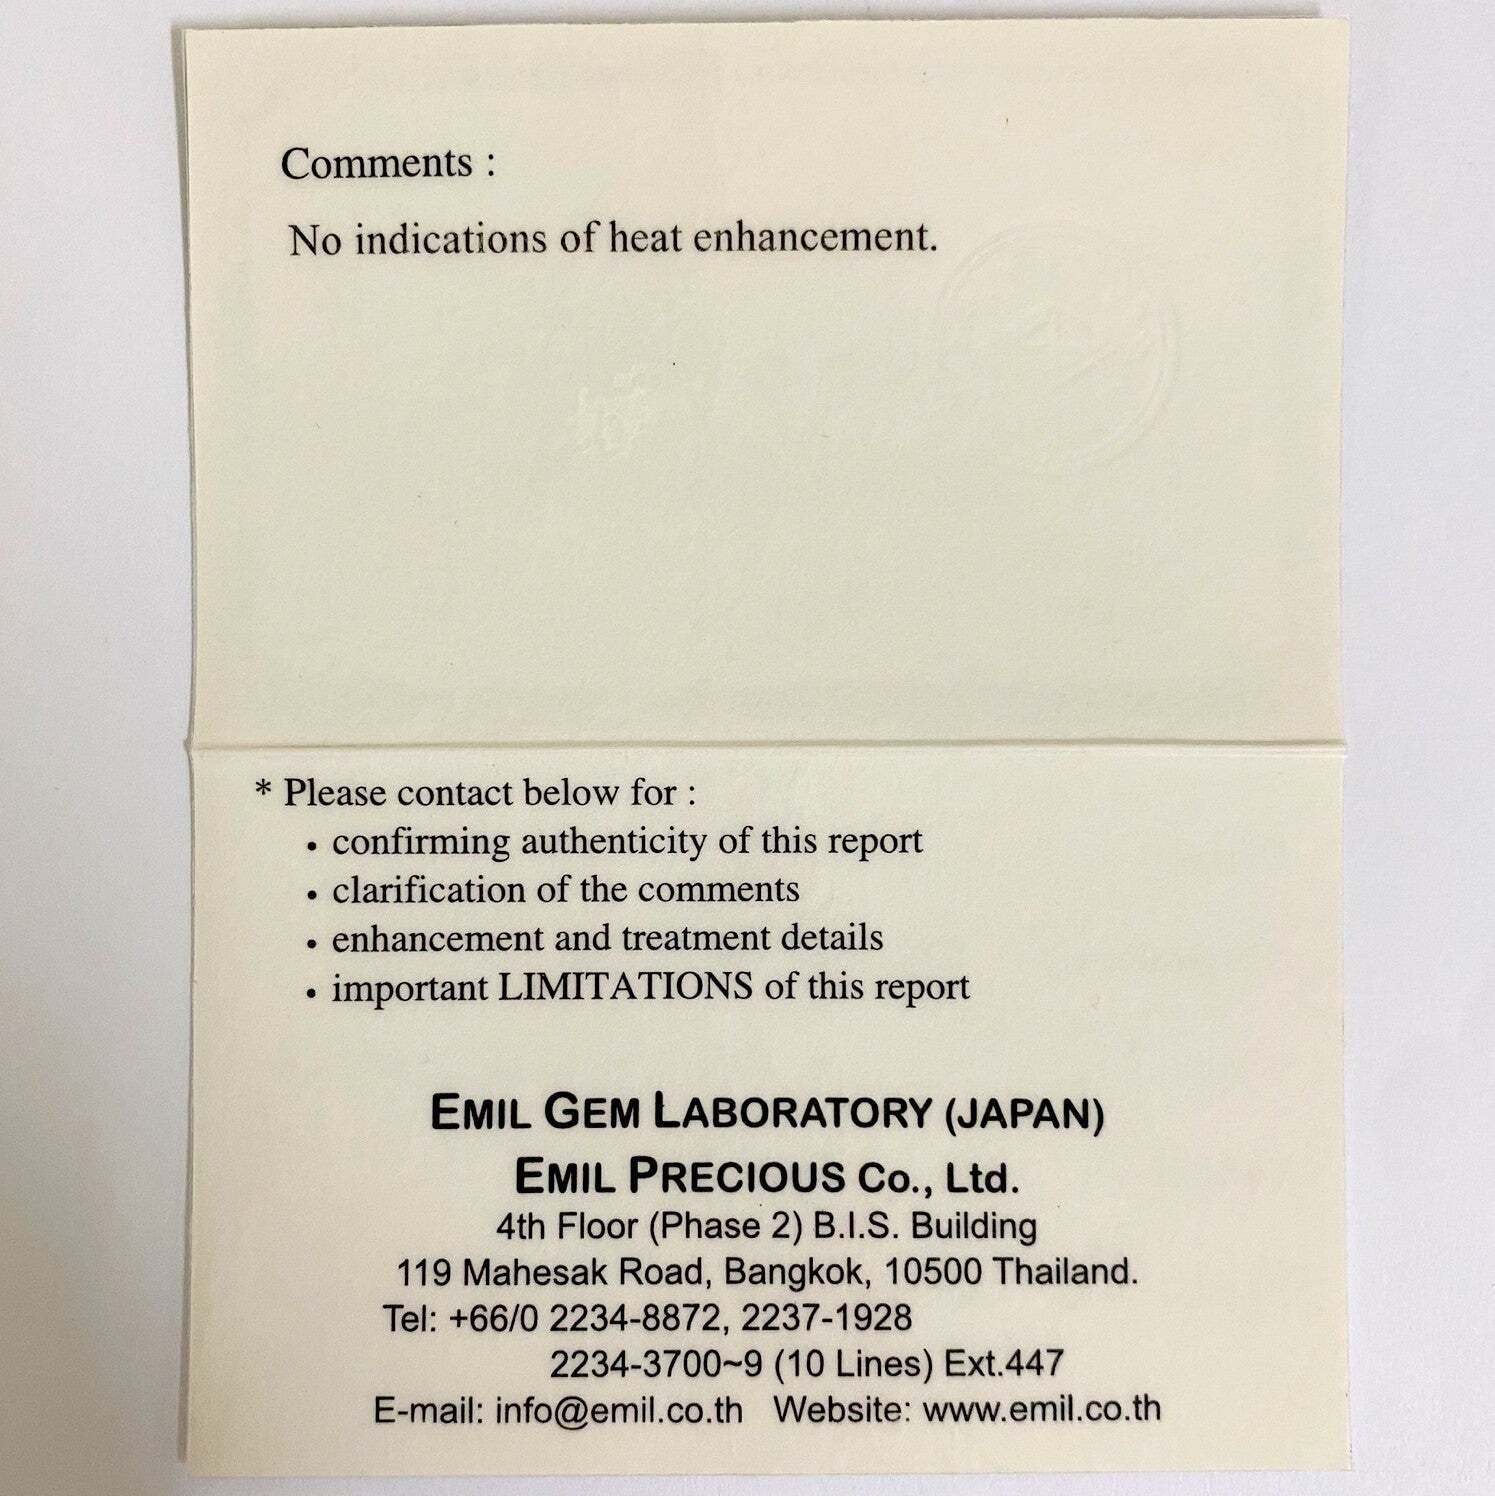 Comments :
No indications of heat enhancement.
* Please contact below for :
• confirming authenticity of this report
• clarification of the comments
• enhancement and treatment details
• important LIMITATIONS of this report
EMIL GEM LABORATORY (JAPAN)
EMIL PRECIOUS Co., Ltd.
4th Floor (Phase 2) B.I.S. Building
119 Mahesak Road, Bangkok, 10500 Thailand.
Tel: +66/0 2234-8872, 2237-1928
2234-3700~9 (10 Lines) Ext.447
E-mail: info@emil.co.th   Website: www.emil.co.th